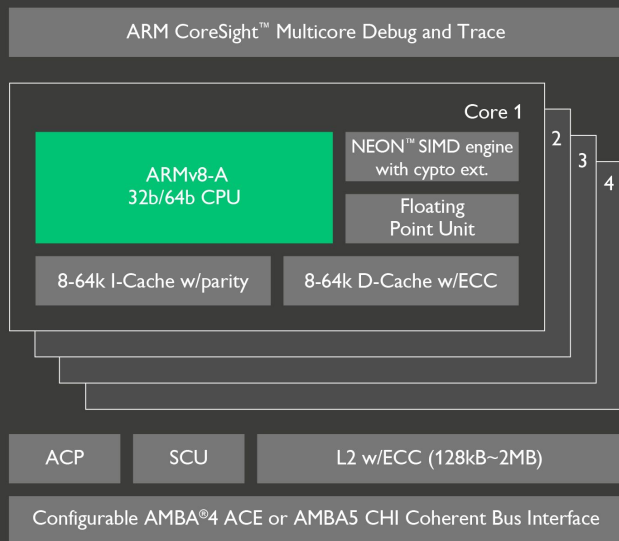 ARM CoreSight™ Multicore Debug and Trace
Core 1
2
3
4
ARMv8-A
32b/64b CPU
NEON™ SIMD engine
with cypto ext.
Floating
Point Unit
8-64k I-Cache w/parity
8-64k D-Cache w/ECC
ACP
SCU
L2 w/ECC (128kB~2MB)
Configurable AMBA®4 ACE or AMBA5 CHI Coherent Bus Interface